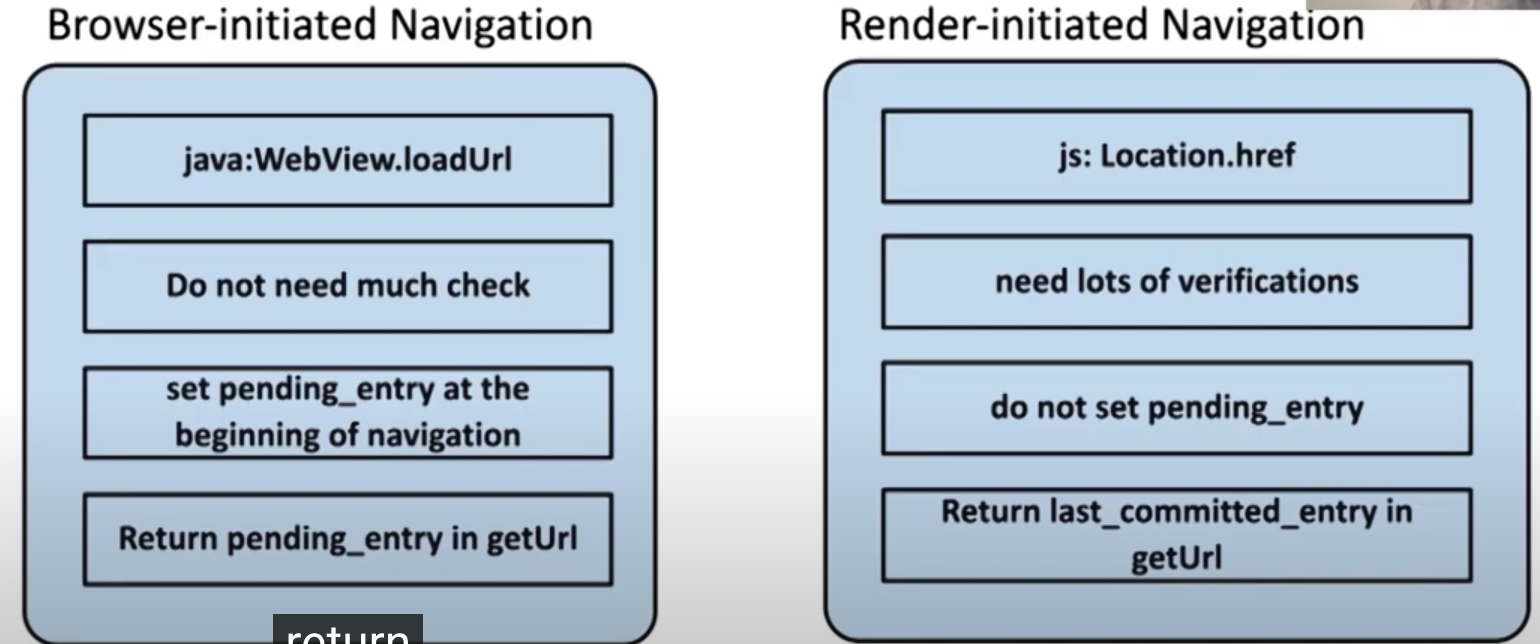 Browser-initiated Navigation
java:WebView.loadUrl
Do not need much check
set pending_entry at the
beginning of navigation
Return pending_entry in getUrl
Render-initiated Navigation
js: Location.href
need lots of verifications
do not set pending_entry
Return last_committed_entry in
getUrl
return